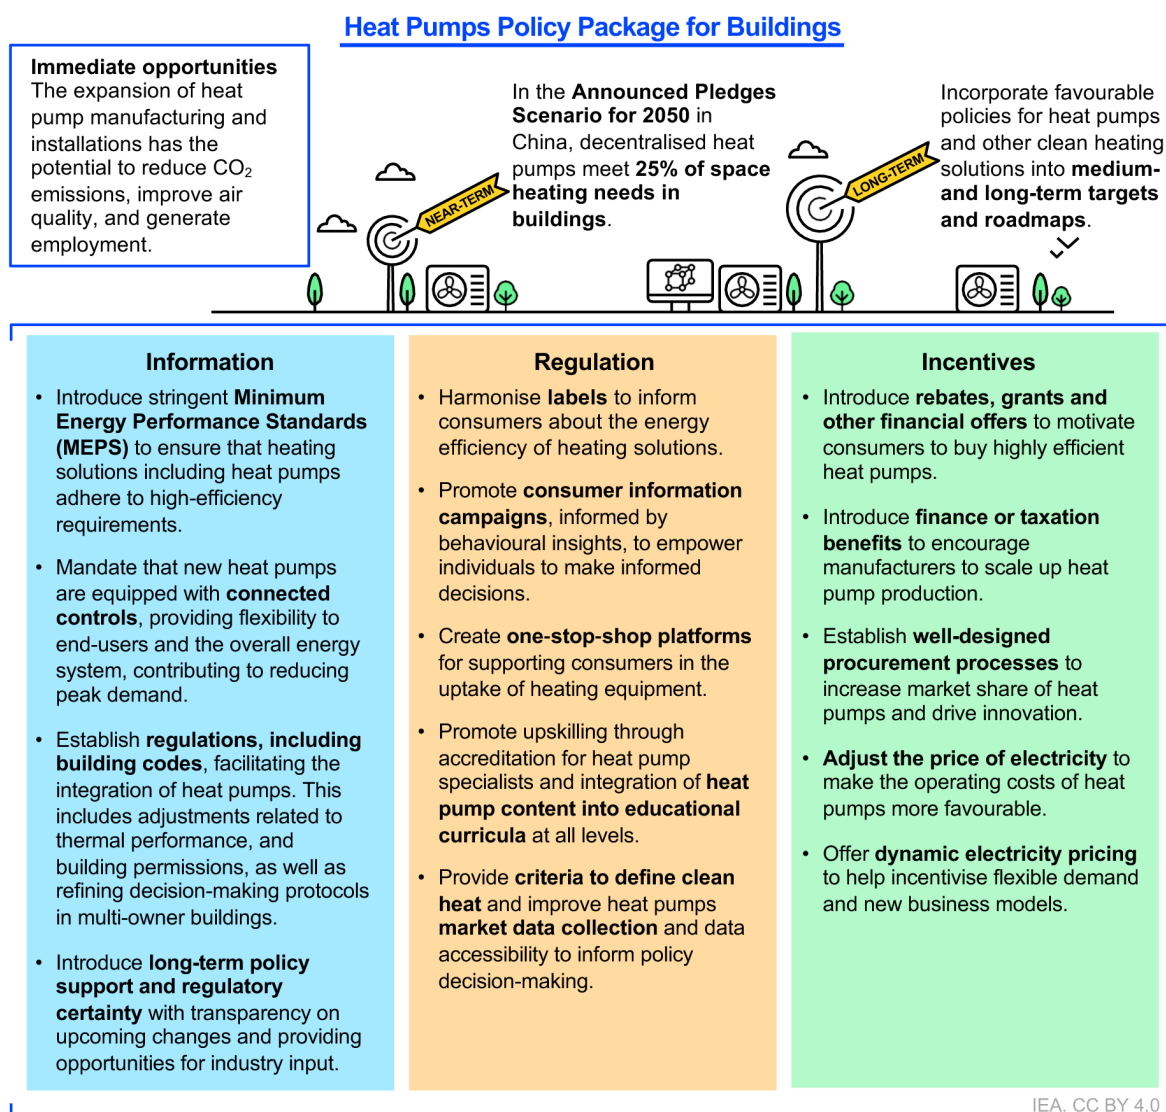 Heat Pumps Policy Package for Buildings
Immediate opportunities
The expansion of heat
pump manufacturing and
installations has the
potential to reduce CO₂
emissions, improve air
quality, and generate
employment.
NEAR-TERM
In the Announced Pledges
Scenario for 2050 in
China, decentralised heat
pumps meet 25% of space
heating needs in
buildings.
LONG-TERM
Incorporate favourable
policies for heat pumps
and other clean heating
solutions into medium-
and long-term targets
and roadmaps.
Information
• Introduce stringent Minimum
Energy Performance Standards
(MEPS) to ensure that heating
solutions including heat pumps
adhere to high-efficiency
requirements.
• Mandate that new heat pumps
are equipped with connected
controls, providing flexibility to
end-users and the overall energy
system, contributing to reducing
peak demand.
• Establish regulations, including
building codes, facilitating the
integration of heat pumps. This
includes adjustments related to
thermal performance, and
building permissions, as well as
refining decision-making protocols
in multi-owner buildings.
• Introduce long-term policy
support and regulatory
certainty with transparency on
upcoming changes and providing
opportunities for industry input.
Regulation
• Harmonise labels to inform
consumers about the energy
efficiency of heating solutions.
• Promote consumer information
campaigns, informed by
behavioural insights, to empower
individuals to make informed
decisions.
• Create one-stop-shop platforms
for supporting consumers in the
uptake of heating equipment.
• Promote upskilling through
accreditation for heat pump
specialists and integration of heat
pump content into educational
curricula at all levels.
• Provide criteria to define clean
heat and improve heat pumps
market data collection and data
accessibility to inform policy
decision-making.
Incentives
• Introduce rebates, grants and
other financial offers to motivate
consumers to buy highly efficient
heat pumps.
• Introduce finance or taxation
benefits to encourage
manufacturers to scale up heat
pump production.
• Establish well-designed
procurement processes to
increase market share of heat
pumps and drive innovation.
• Adjust the price of electricity to
make the operating costs of heat
pumps more favourable.
• Offer dynamic electricity pricing
to help incentivise flexible demand
and new business models.
IEA. CC BY 4.0